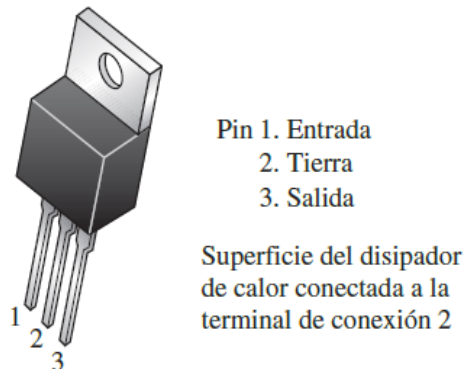 Pin 1. Entrada
2. Tierra
3. Salida
Superficie del disipador
de calor conectada a la
terminal de conexión 2
1
2
3